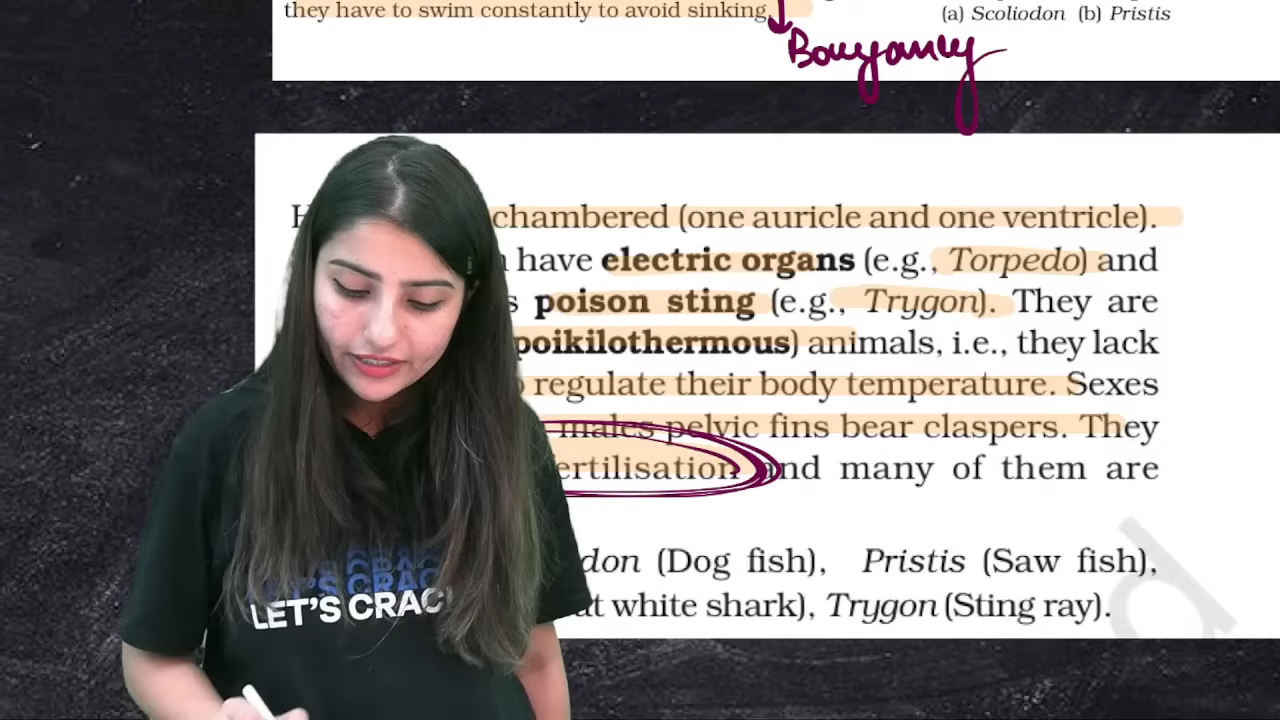 they have to swim constantly to avoid sinking.
(a) Scoliodon (b) Pristis
Bouyancy
chambered (one auricle and one ventricle).
have electric organs (e.g., Torpedo) and
poison sting (e.g., Trygon). They are
poikilothermous) animals, i.e., they lack
regulate their body temperature. Sexes
males pelvic fins bear claspers. They
ertilisation and many of them are
don (Dog fish), Pristis (Saw fish),
at white shark), Trygon (Sting ray).
LET'S CRAC